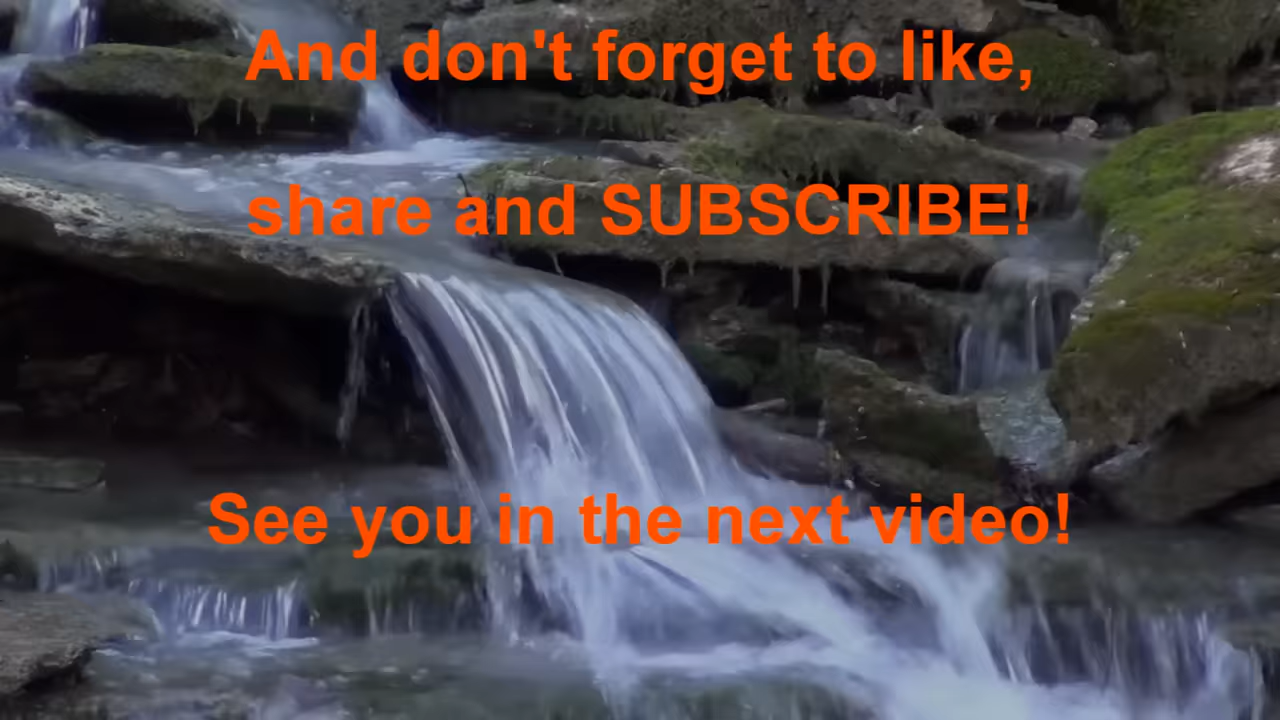 And don't forget to like,
share and SUBSCRIBE!
See you in the next video!